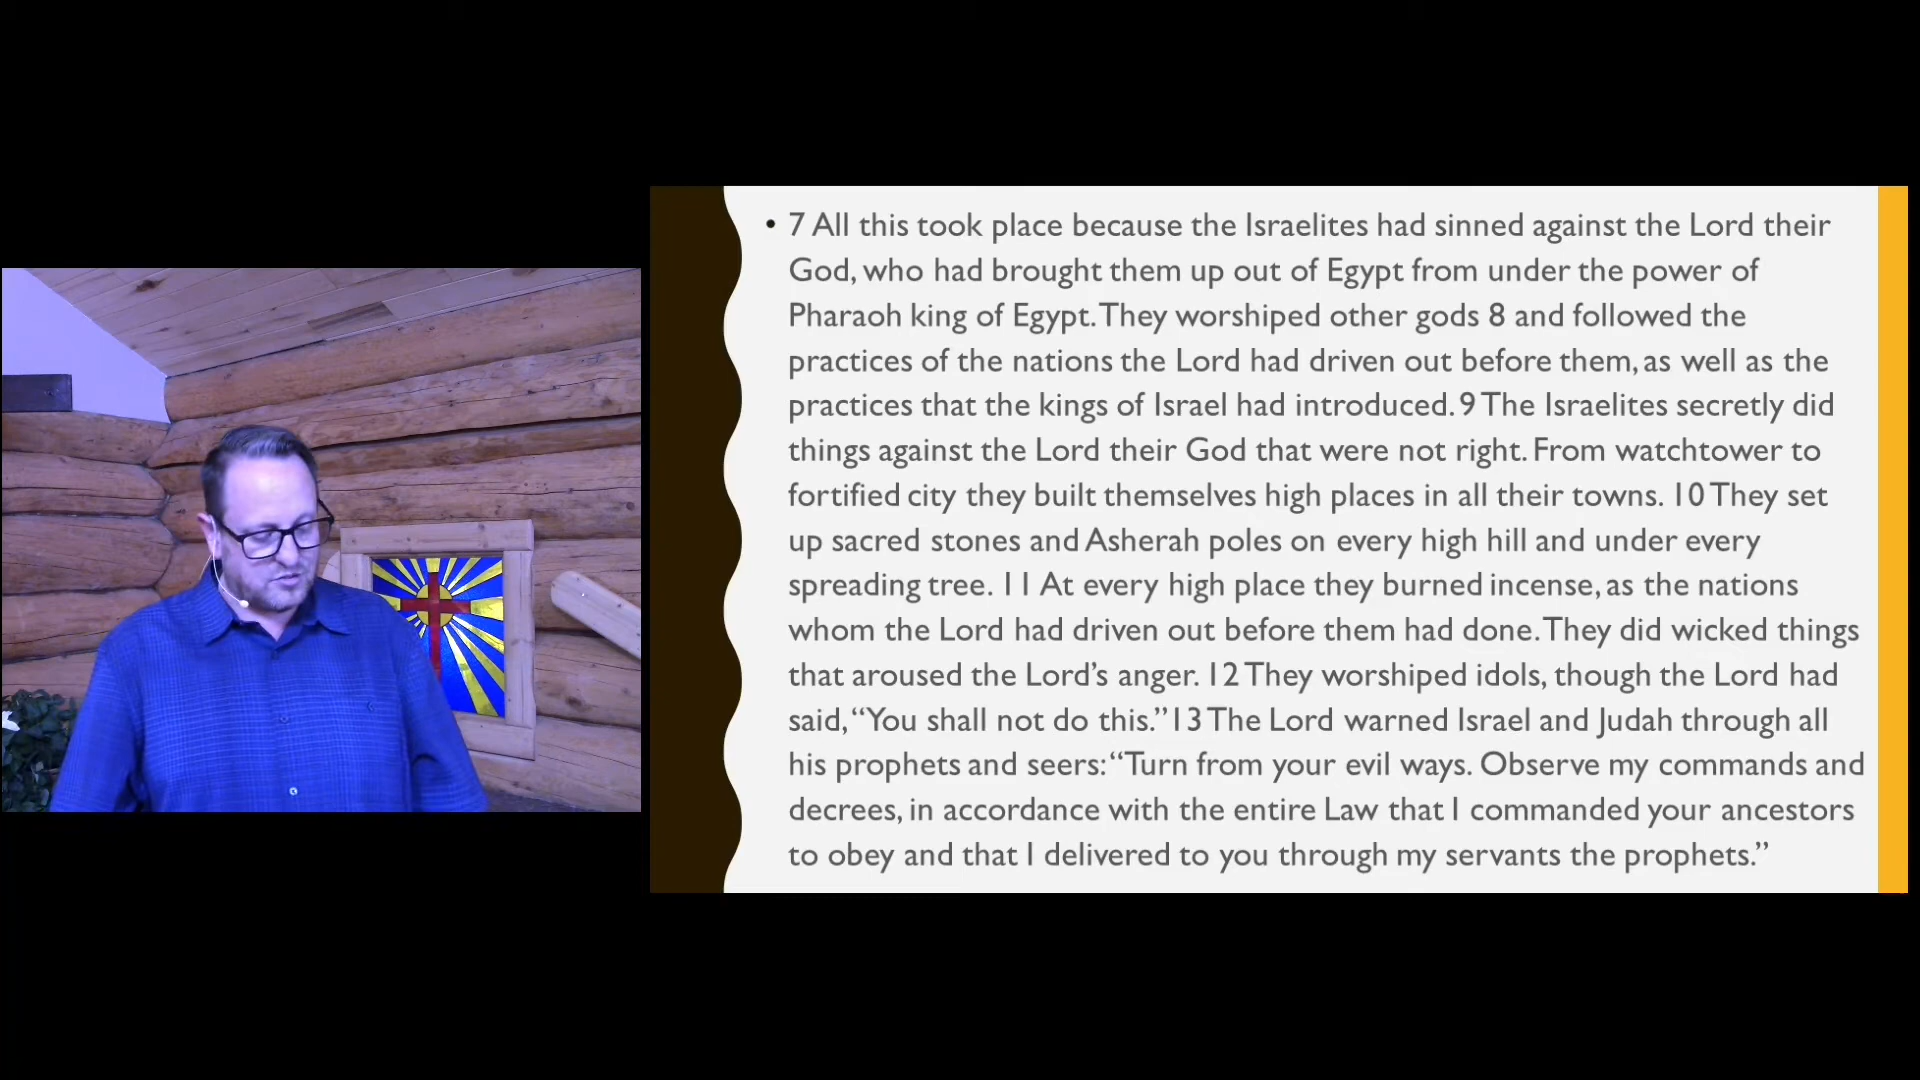 • 7 All this took place because the Israelites had sinned against the Lord their
God, who had brought them up out of Egypt from under the power of
Pharaoh king of Egypt. They worshiped other gods 8 and followed the
practices of the nations the Lord had driven out before them, as well as the
practices that the kings of Israel had introduced. 9 The Israelites secretly did
things against the Lord their God that were not right. From watchtower to
fortified city they built themselves high places in all their towns. 10 They set
up sacred stones and Asherah poles on every high hill and under every
spreading tree. 11 At every high place they burned incense, as the nations
whom the Lord had driven out before them had done. They did wicked things
that aroused the Lord’s anger. 12 They worshiped idols, though the Lord had
said, “You shall not do this.” 13 The Lord warned Israel and Judah through all
his prophets and seers: “Turn from your evil ways. Observe my commands and
decrees, in accordance with the entire Law that I commanded your ancestors
to obey and that I delivered to you through my servants the prophets.”